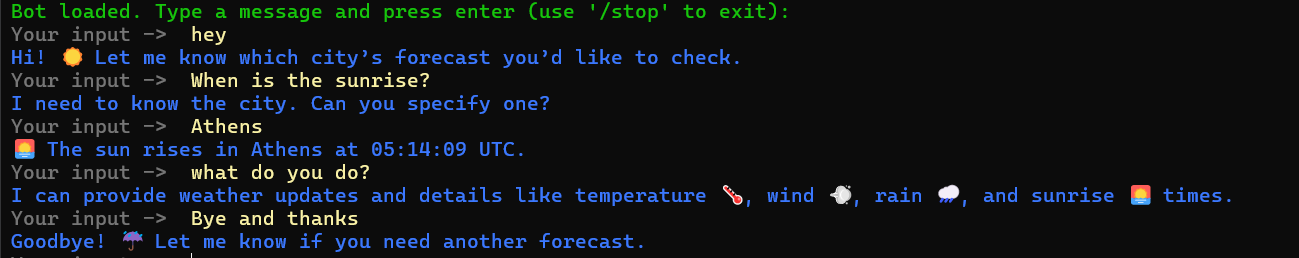 Bot loaded. Type a message and press enter (use '/stop' to exit):
Your input ->  hey
Hi! ☀️ Let me know which city’s forecast you’d like to check.
Your input ->  When is the sunrise?
I need to know the city. Can you specify one?
Your input ->  Athens
🌅 The sun rises in Athens at 05:14:09 UTC.
Your input ->  what do you do?
I can provide weather updates and details like temperature 🌡️, wind 💨, rain 🌧️, and sunrise 🌅 times.
Your input ->  Bye and thanks
Goodbye! ☂️ Let me know if you need another forecast.